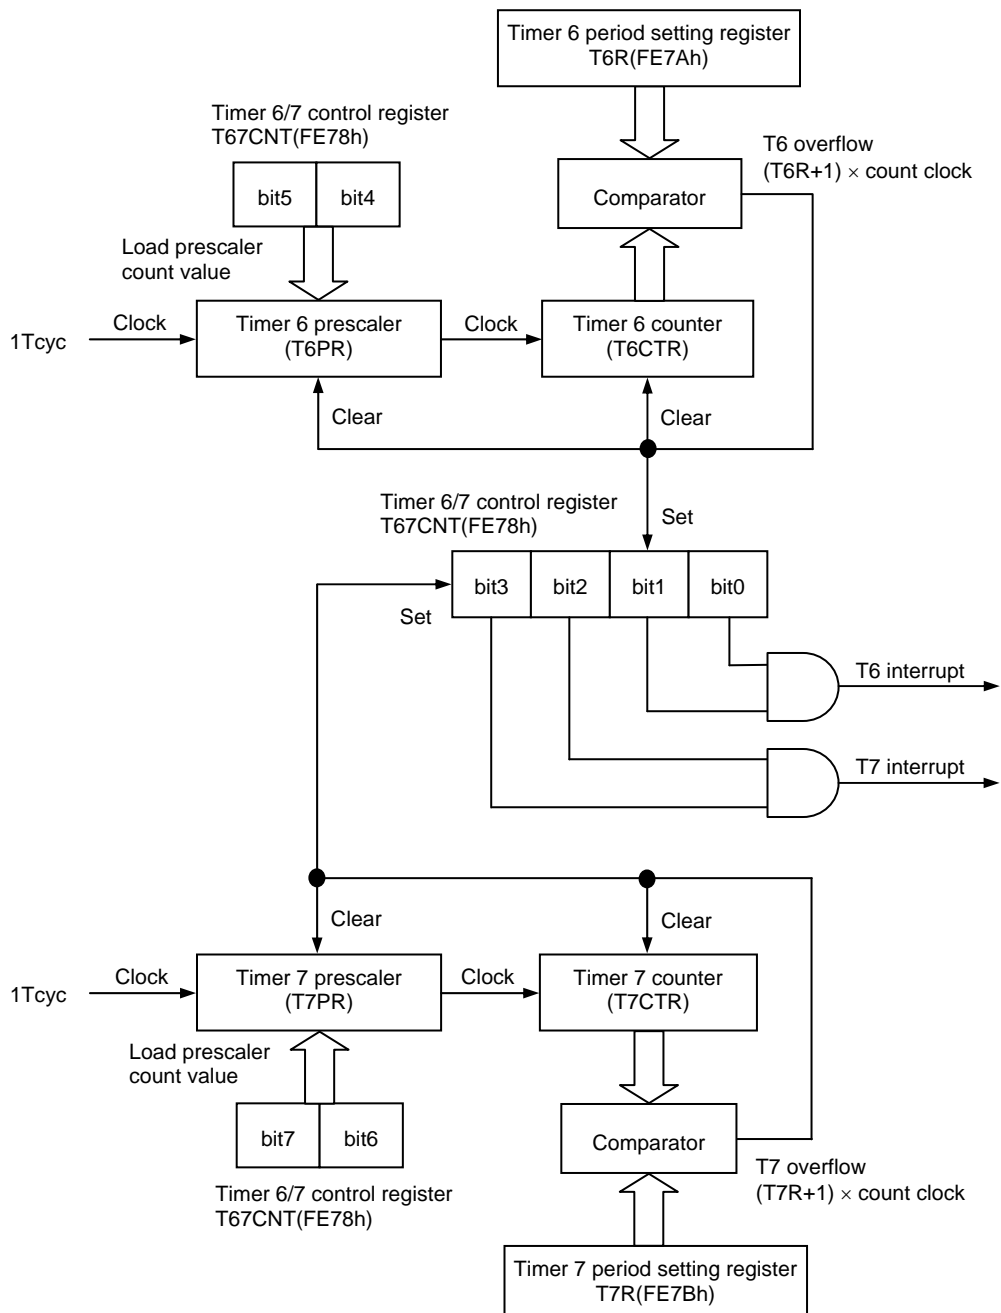 Timer 6 period setting register
T6R(FE7Ah)
Timer 6/7 control register
T67CNT(FE78h)
T6 overflow
(T6R+1) × count clock
bit5 bit4
Comparator
Load prescaler
count value
1Tcyc
Clock
Timer 6 prescaler
(T6PR)
Clock
Timer 6 counter
(T6CTR)
Clear
Clear
Timer 6/7 control register
T67CNT(FE78h)
Set
bit3 bit2 bit1 bit0
Set
T6 interrupt
T7 interrupt
Clear
Clear
1Tcyc
Clock
Timer 7 prescaler
(T7PR)
Clock
Timer 7 counter
(T7CTR)
Load prescaler
count value
bit7 bit6
Comparator
T7 overflow
(T7R+1) × count clock
Timer 6/7 control register
T67CNT(FE78h)
Timer 7 period setting register
T7R(FE7Bh)